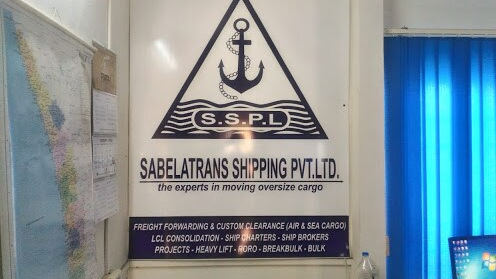 S.S.P.L
SABELATRANS SHIPPING PVT.LTD.
the experts in moving oversize cargo
FREIGHT FORWARDING & CUSTOM CLEARANCE (AIR & SEA CARGO)
LCL CONSOLIDATION - SHIP CHARTERS - SHIP BROKERS
PROJECTS - HEAVY LIFT - RORO - BREAKBULK - BULK